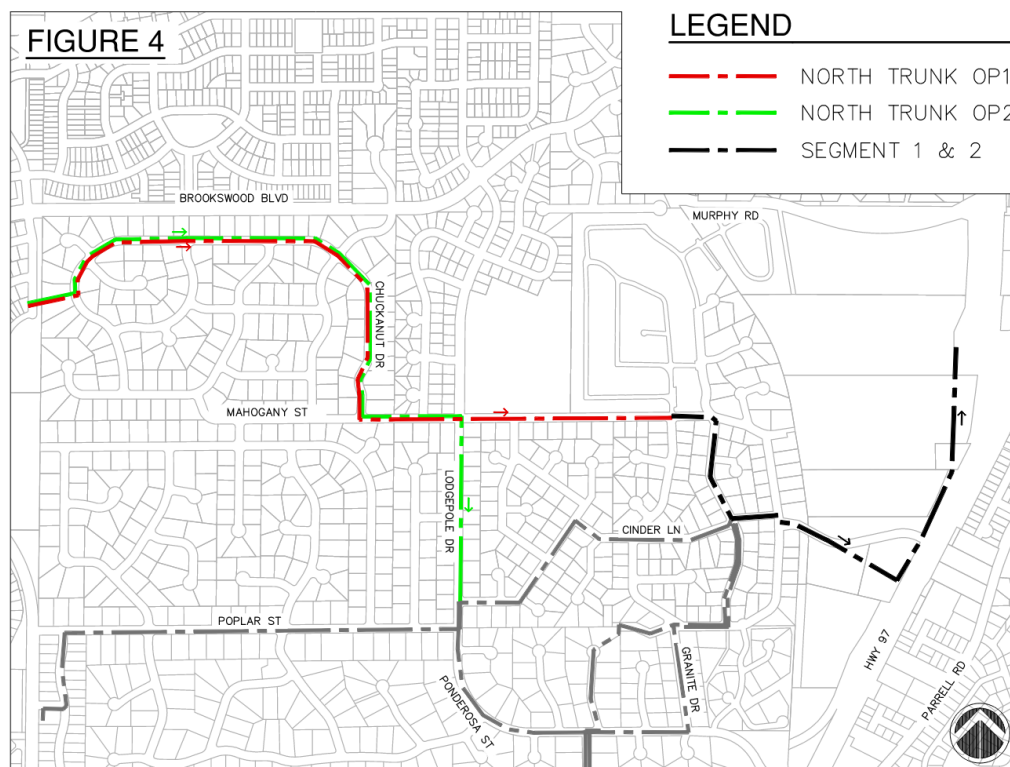 FIGURE 4
LEGEND
NORTH TRUNK OP1
NORTH TRUNK OP2
SEGMENT 1 & 2
BROOKSWOOD BLVD
MURPHY RD
CHUCKANUT DR
MAHOGANY ST
LODGEPOLE DR
CINDER LN
POPLAR ST
PONDEROSA ST
GRANITE DR
HWY 97
PARRELL RD